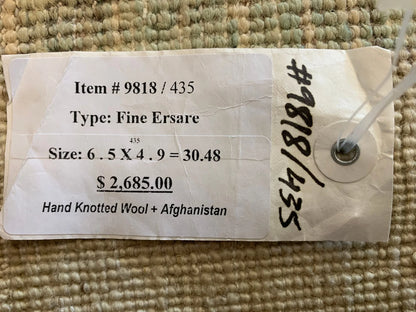 Item # 9818 / 435
Type: Fine Ersare
435
Size: 6 . 5 X 4 . 9 = 30.48
$ 2,685.00
Hand Knotted Wool + Afghanistan
#9818/435